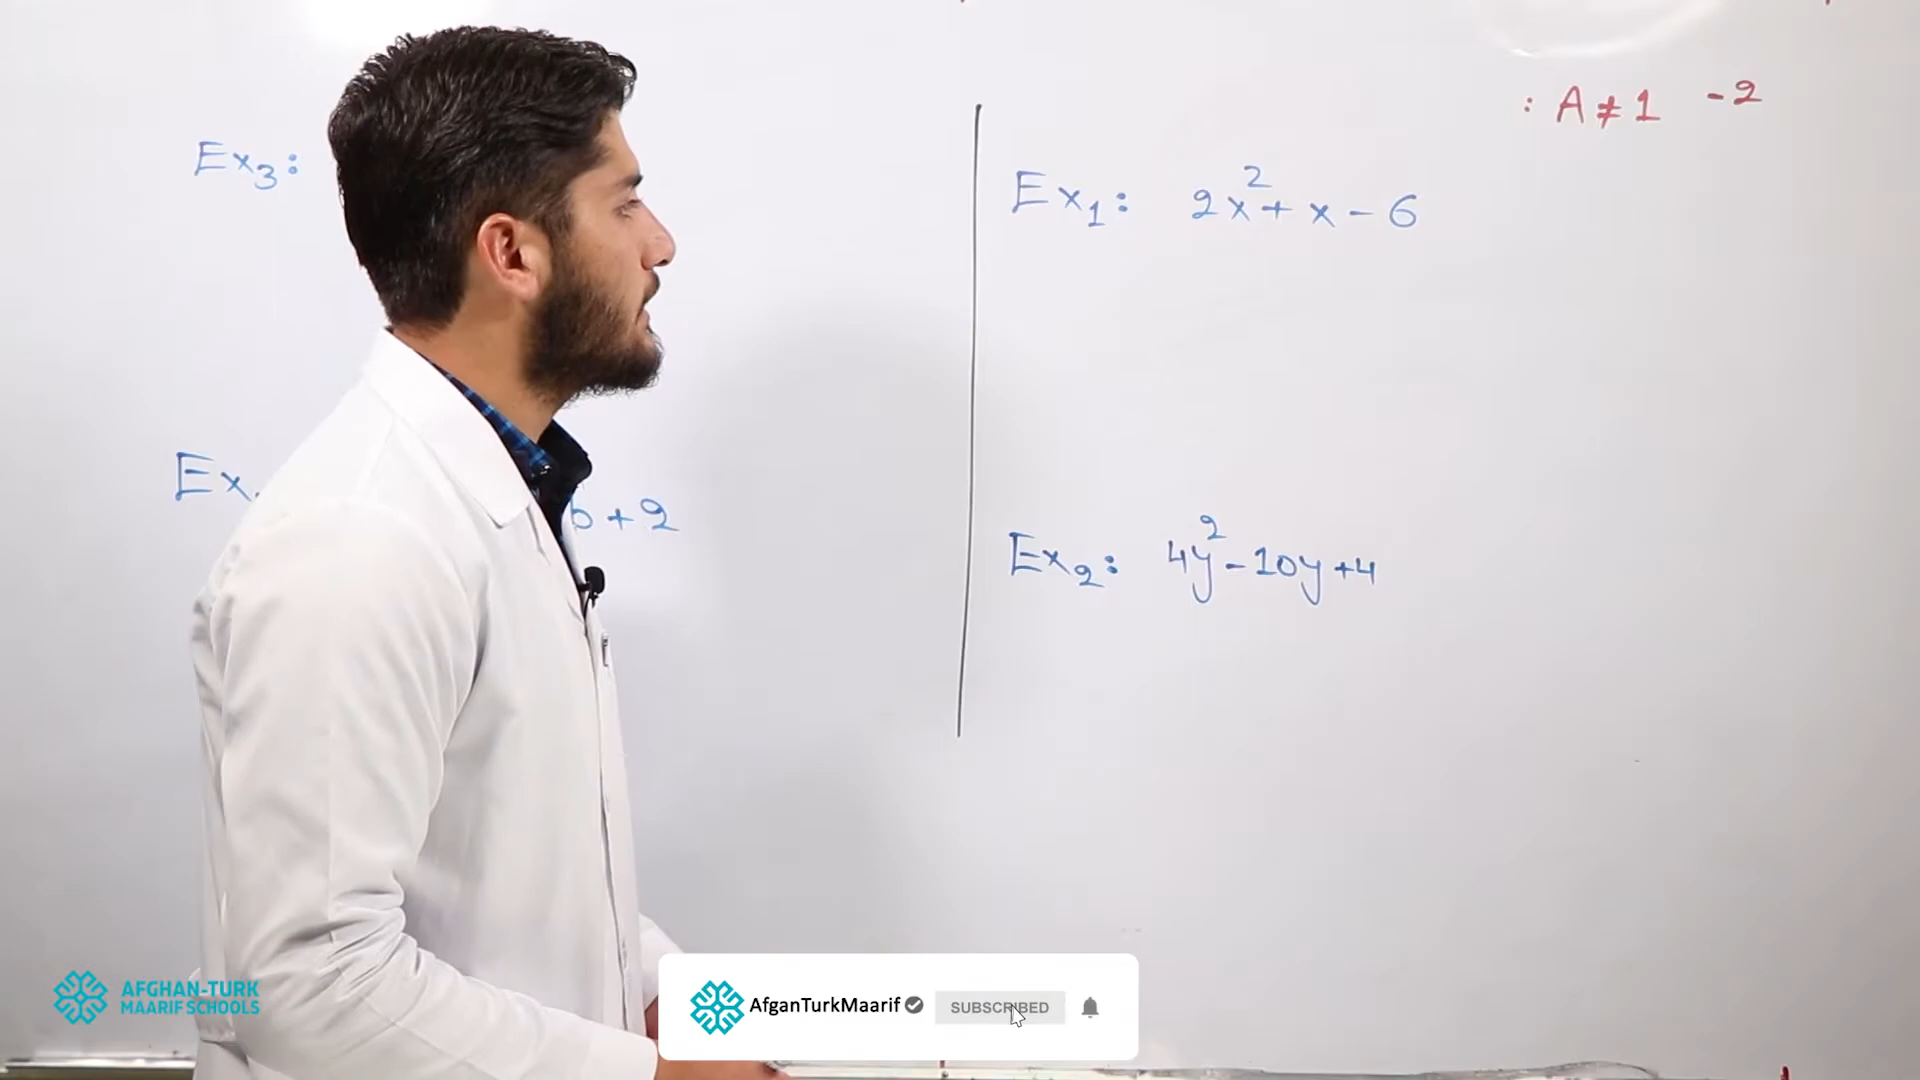 Ex3:
Ex
b + 2
: A ≠ 1 -2
Ex1: 2x² + x - 6
Ex2: 4y² - 10y + 4
AFGHAN-TURK
MAARIF SCHOOLS
AfganTurkMaarif
SUBSCRIBED